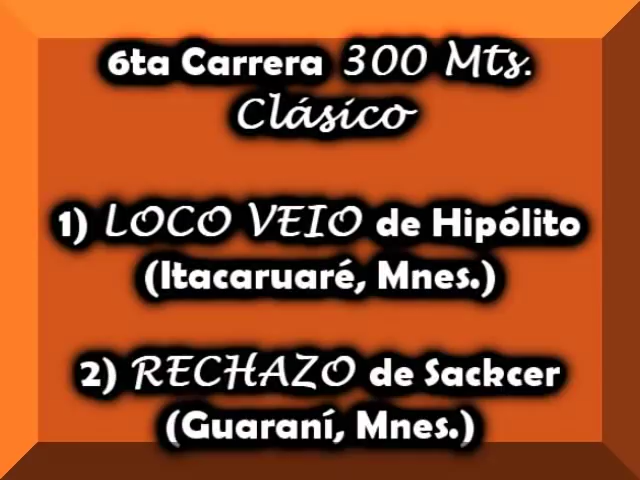 6ta Carrera 300 Mts.
Clásico
1) LOCO VEIO de Hipólito
(Itacaruaré, Mnes.)
2) RECHAZO de Sackcer
(Guaraní, Mnes.)